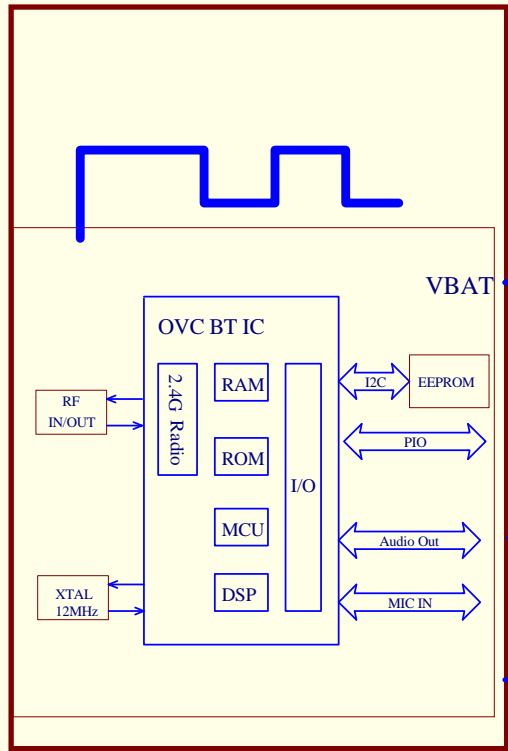 VBAT
OVC BT IC
2.4G Radio
RAM
ROM
MCU
DSP
I/O
RF
IN/OUT
XTAL
12MHz
I2C
EEPROM
PIO
Audio Out
MIC IN